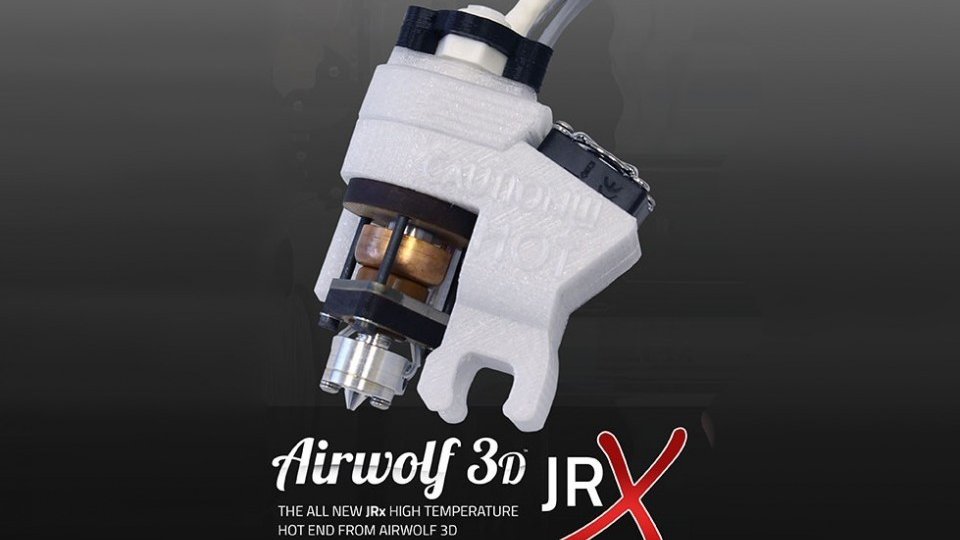 CAUTION!!!
HOT
Airwolf 3D™
JRX
THE ALL NEW JRx HIGH TEMPERATURE
HOT END FROM AIRWOLF 3D